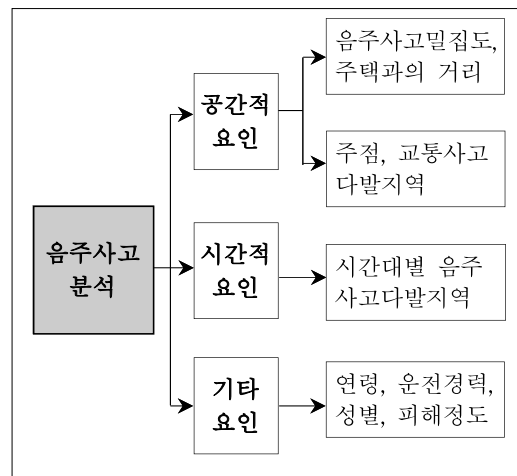 음주사고
분석
공간적
요인
음주사고밀집도,
주택과의 거리
주점, 교통사고
다발지역
시간적
요인
시간대별 음주
사고다발지역
기타
요인
연령, 운전경력,
성별, 피해정도